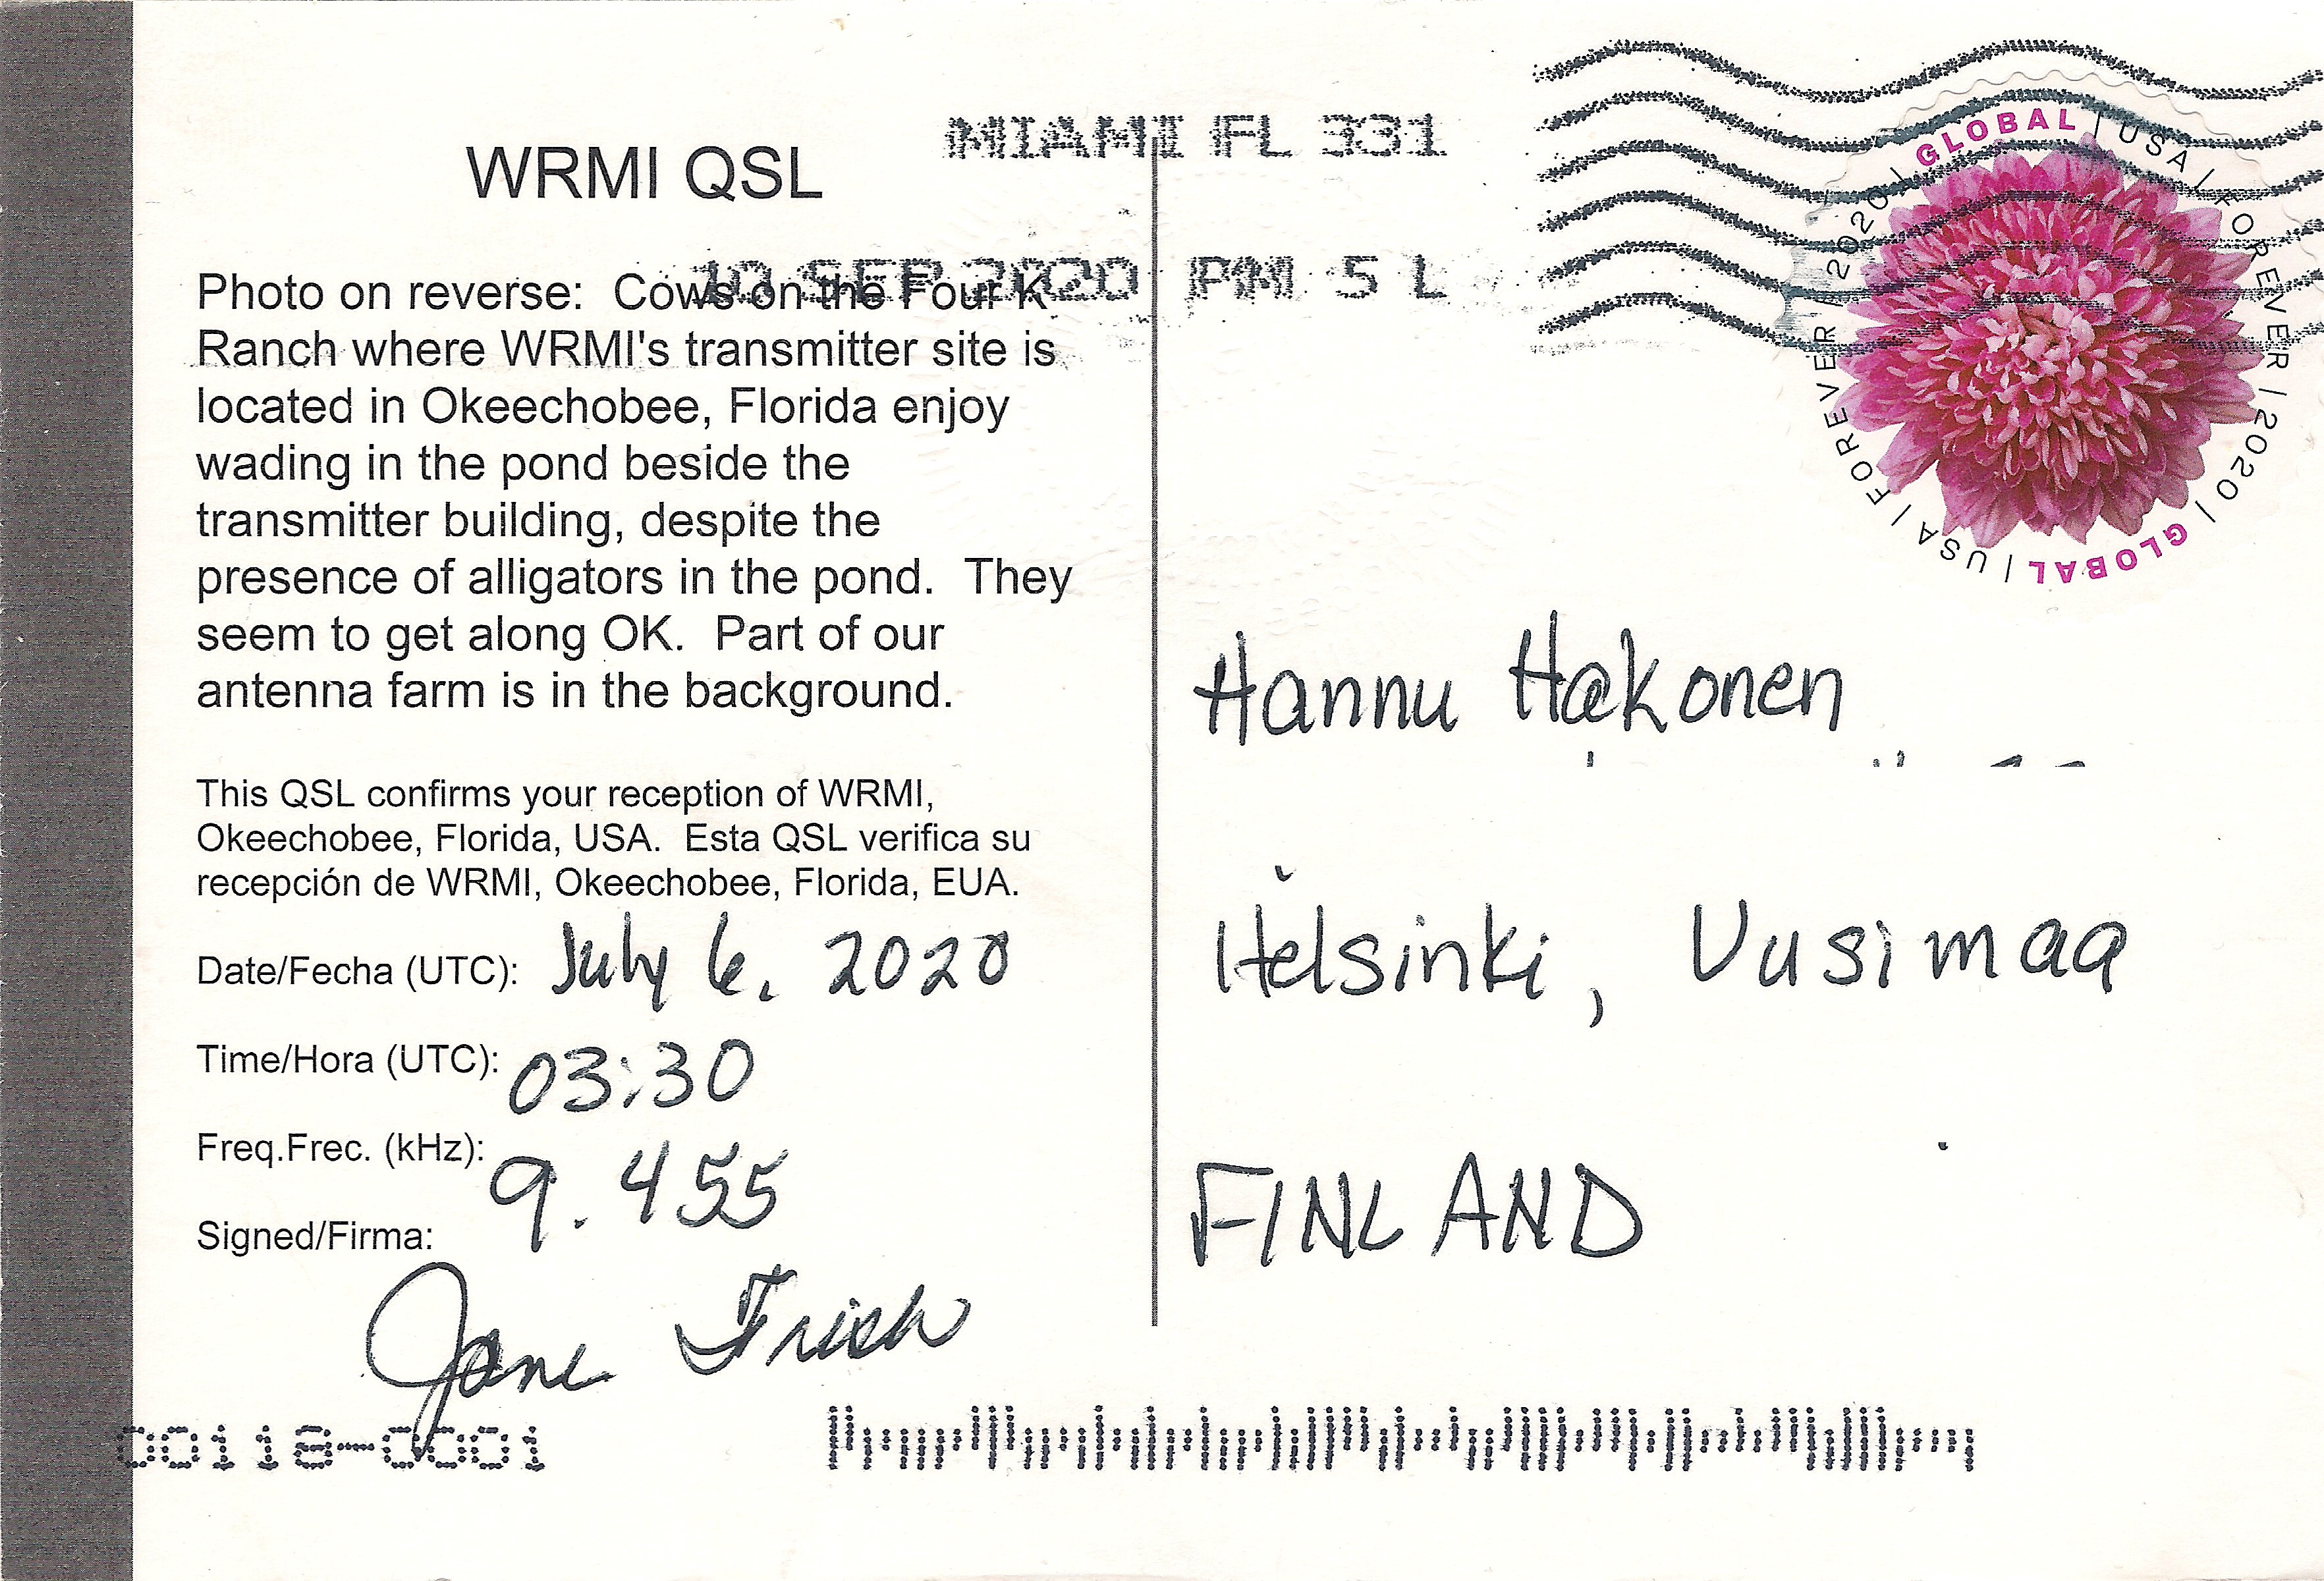 WRMI QSL
MIAMI FL 331
10 SEP 2020 PM 5 L
GLOBAL | USA | FOREVER | 2020 | GLOBAL | USA | FOREVER | 2020 |
Photo on reverse: Cows on the Four K
Ranch where WRMI's transmitter site is
located in Okeechobee, Florida enjoy
wading in the pond beside the
transmitter building, despite the
presence of alligators in the pond. They
seem to get along OK. Part of our
antenna farm is in the background.
This QSL confirms your reception of WRMI,
Okeechobee, Florida, USA. Esta QSL verifica su
recepción de WRMI, Okeechobee, Florida, EUA.
Date/Fecha (UTC): July 6, 2020
Time/Hora (UTC): 03:30
Freq.Frec. (kHz): 9.455
Signed/Firma:
Jane
00118-0001
Hannu Hakonen
Helsinki, Uusimaa
FINLAND